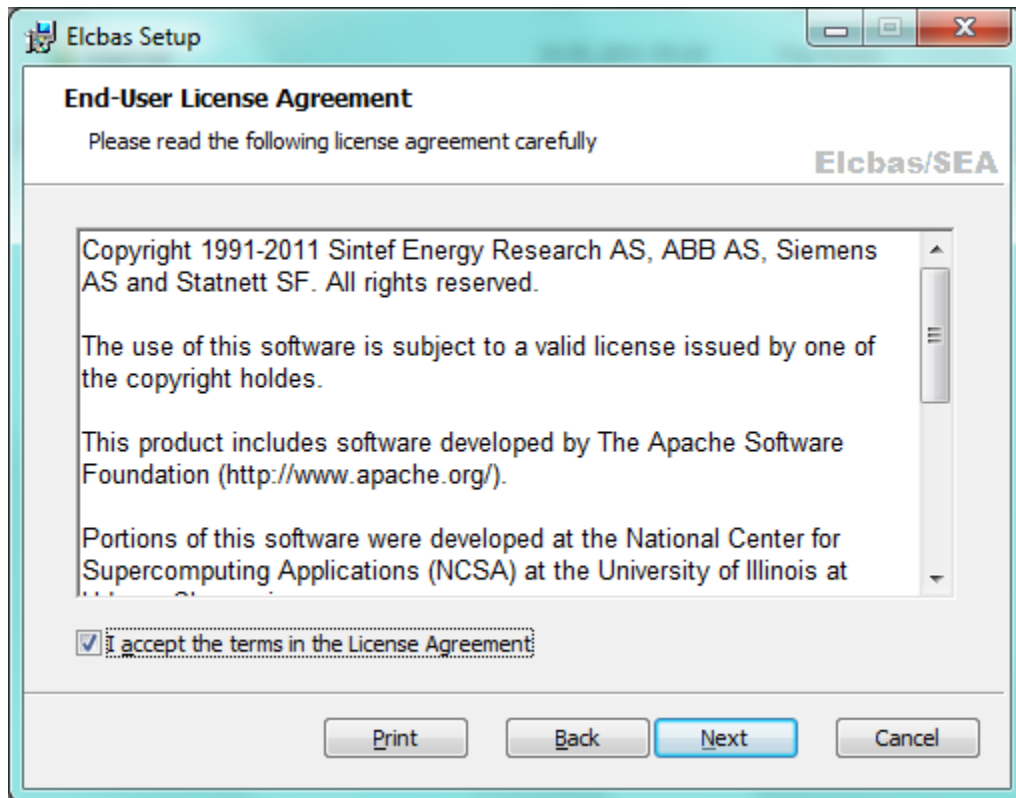 Elcbas Setup
End-User License Agreement
Please read the following license agreement carefully
Elcbas/SEA
Copyright 1991-2011 Sintef Energy Research AS, ABB AS, Siemens
AS and Statnett SF. All rights reserved.
The use of this software is subject to a valid license issued by one of
the copyright holdes.
This product includes software developed by The Apache Software
Foundation (http://www.apache.org/).
Portions of this software were developed at the National Center for
Supercomputing Applications (NCSA) at the University of Illinois at
I accept the terms in the License Agreement
Print Back Next Cancel